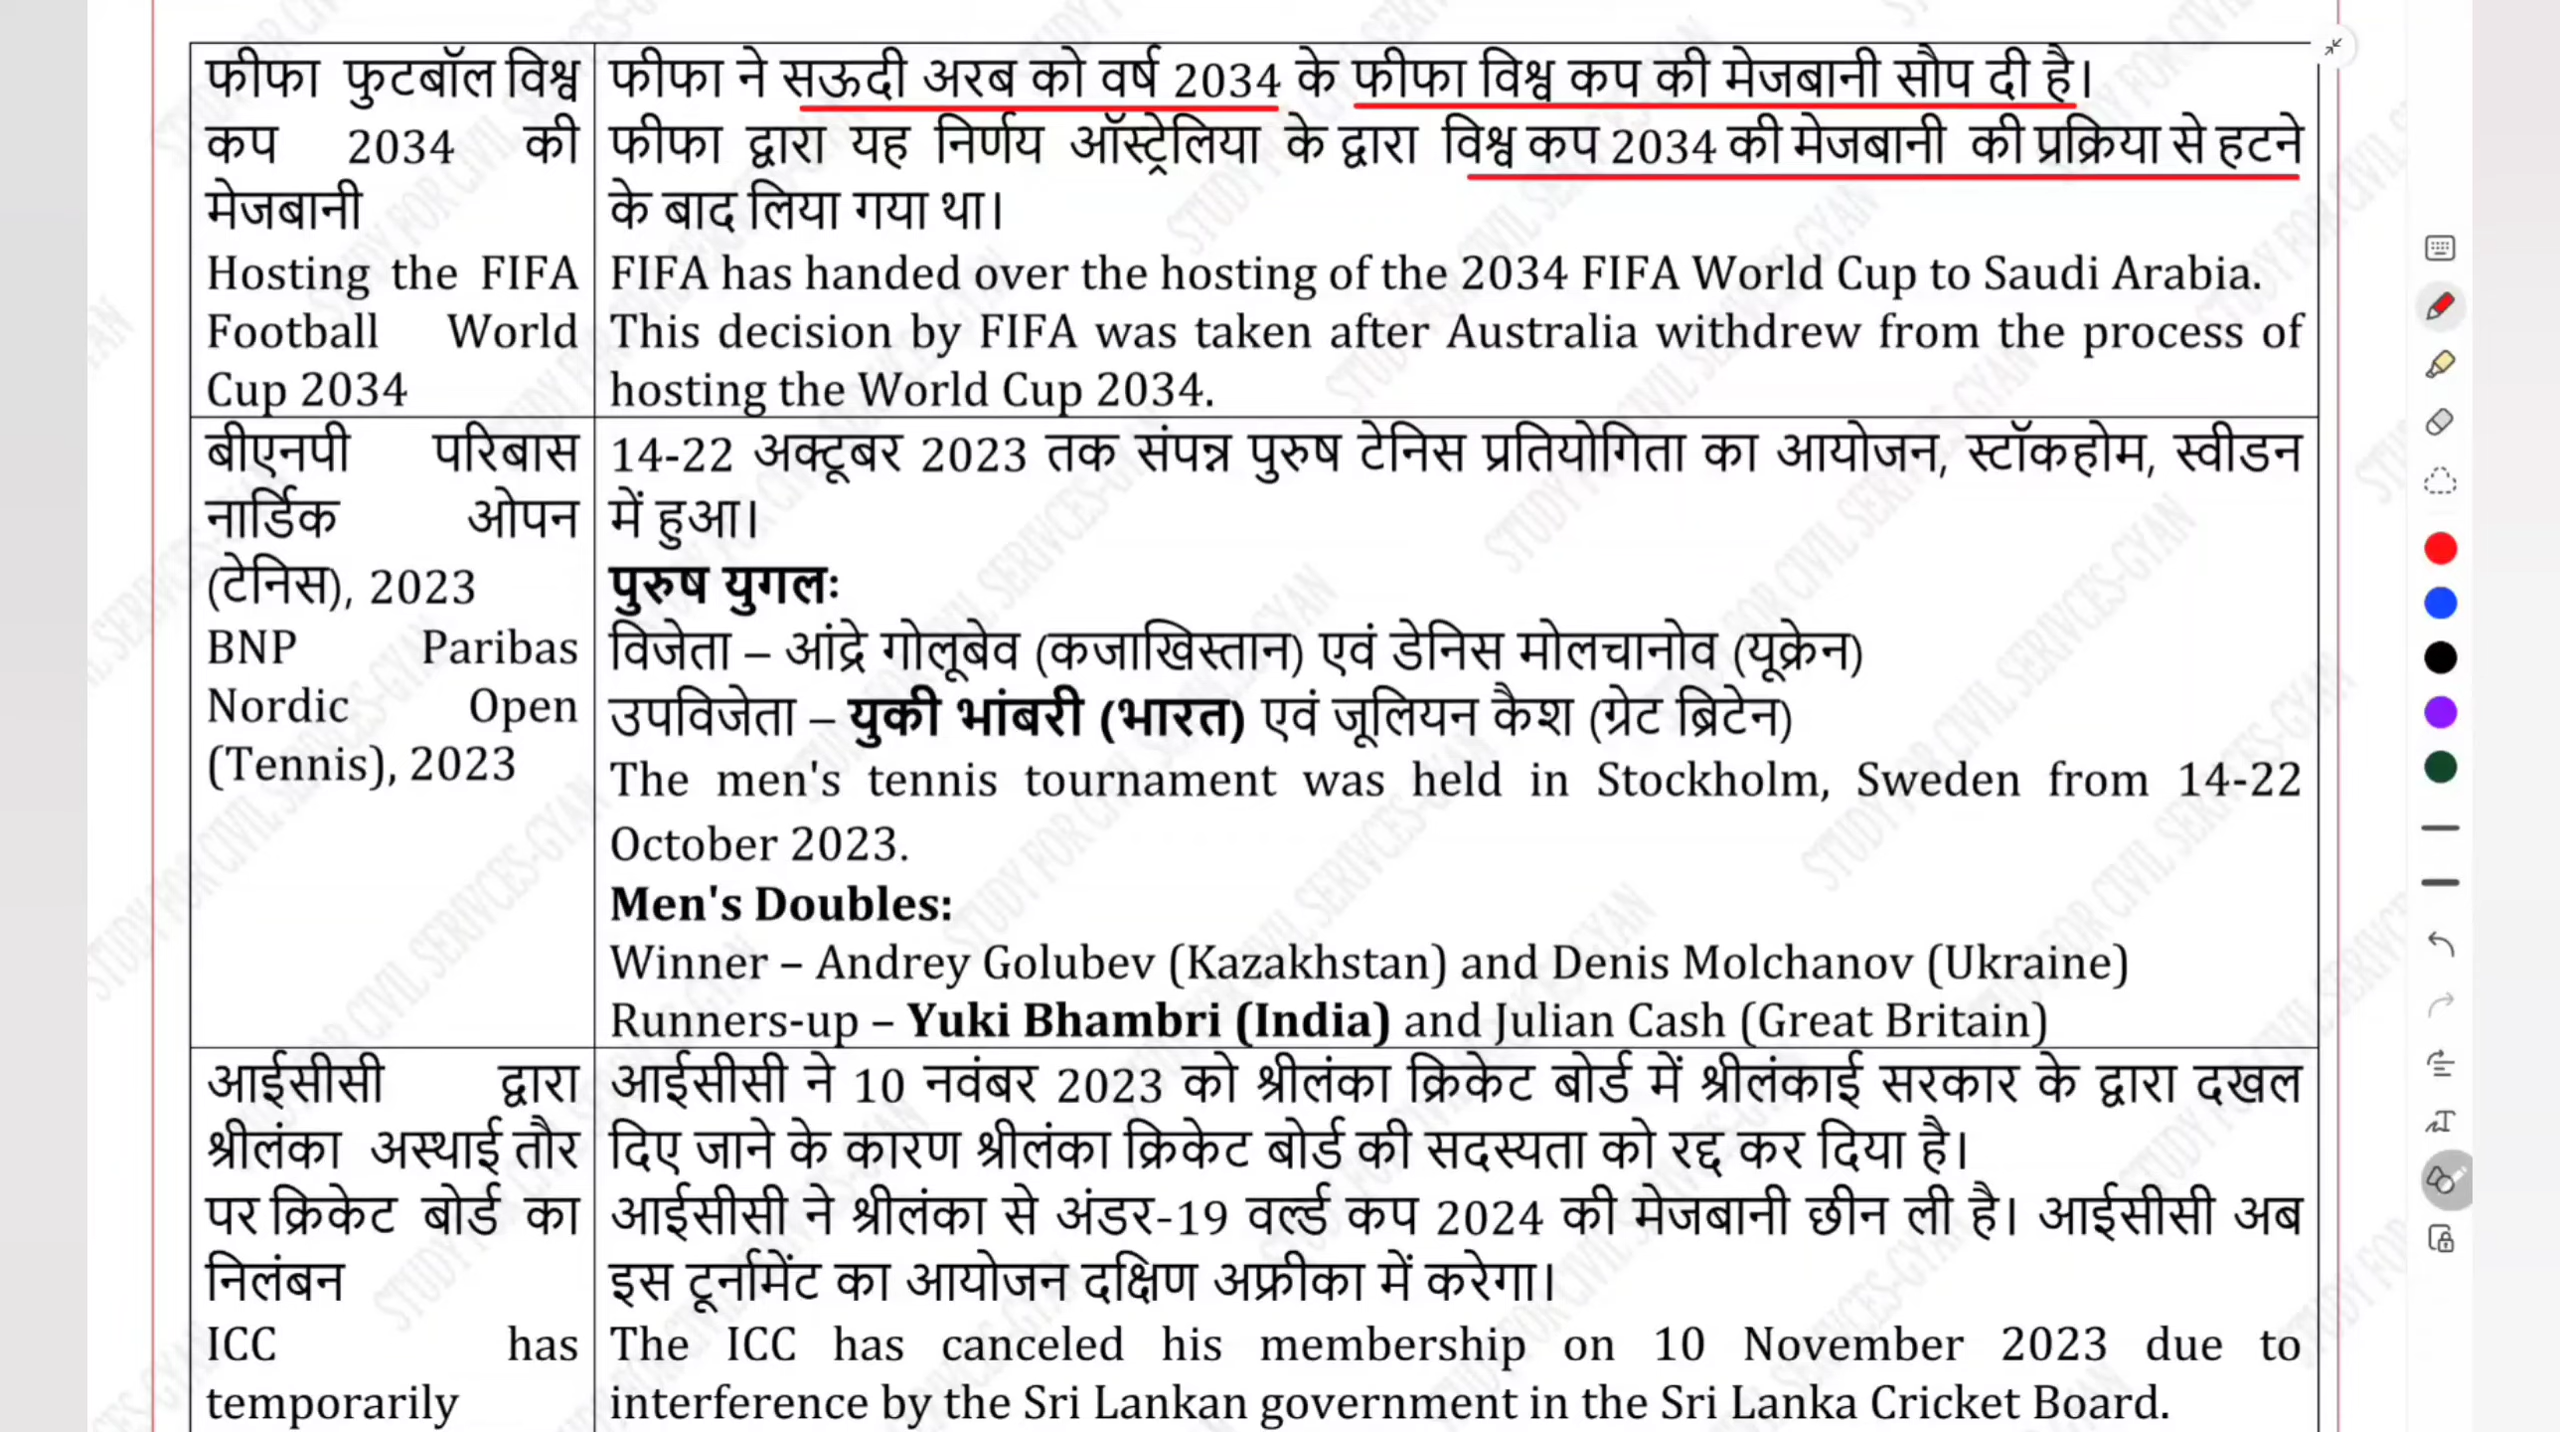 फीफा फुटबॉल विश्व
कप 2034 की
मेजबानी
Hosting the FIFA
Football World
Cup 2034
फीफा ने सऊदी अरब को वर्ष 2034 के फीफा विश्व कप की मेजबानी सौप दी है।
फीफा द्वारा यह निर्णय ऑस्ट्रेलिया के द्वारा विश्व कप 2034 की मेजबानी की प्रक्रिया से हटने
के बाद लिया गया था।
FIFA has handed over the hosting of the 2034 FIFA World Cup to Saudi Arabia.
This decision by FIFA was taken after Australia withdrew from the process of
hosting the World Cup 2034.
बीएनपी परिबास
नार्डिक ओपन
(टेनिस), 2023
BNP Paribas
Nordic Open
(Tennis), 2023
14-22 अक्टूबर 2023 तक संपन्न पुरुष टेनिस प्रतियोगिता का आयोजन, स्टॉकहोम, स्वीडन
में हुआ।
पुरुष युगलः
विजेता – आंद्रे गोलूबेव (कजाखिस्तान) एवं डेनिस मोलचानोव (यूक्रेन)
उपविजेता – युकी भांबरी (भारत) एवं जूलियन कैश (ग्रेट ब्रिटेन)
The men's tennis tournament was held in Stockholm, Sweden from 14-22
October 2023.
Men's Doubles:
Winner – Andrey Golubev (Kazakhstan) and Denis Molchanov (Ukraine)
Runners-up – Yuki Bhambri (India) and Julian Cash (Great Britain)
आईसीसी द्वारा
श्रीलंका अस्थाई तौर
पर क्रिकेट बोर्ड का
निलंबन
ICC has
temporarily
आईसीसी ने 10 नवंबर 2023 को श्रीलंका क्रिकेट बोर्ड में श्रीलंकाई सरकार के द्वारा दखल
दिए जाने के कारण श्रीलंका क्रिकेट बोर्ड की सदस्यता को रद्द कर दिया है।
आईसीसी ने श्रीलंका से अंडर-19 वर्ल्ड कप 2024 की मेजबानी छीन ली है। आईसीसी अब
इस टूर्नामेंट का आयोजन दक्षिण अफ्रीका में करेगा।
The ICC has canceled his membership on 10 November 2023 due to
interference by the Sri Lankan government in the Sri Lanka Cricket Board.
STUDY FOR CIVIL SERIVCES-GYAN